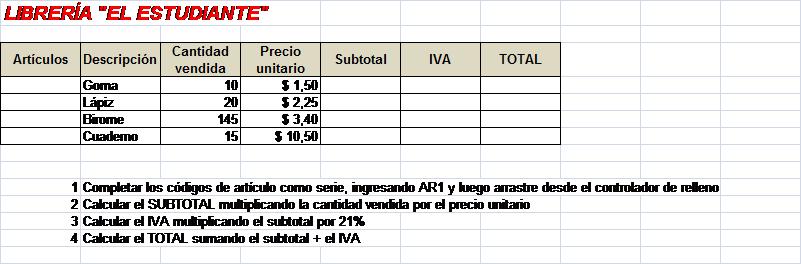 LIBRERÍA "EL ESTUDIANTE"
Artículos Descripción Cantidad vendida Precio unitario Subtotal IVA TOTAL
Goma 10 $ 1,50
Lápiz 20 $ 2,25
Birome 145 $ 3,40
Cuaderno 15 $ 10,50
1 Completar los códigos de artículo como serie, ingresando AR1 y luego arrastre desde el controlador de relleno
2 Calcular el SUBTOTAL multiplicando la cantidad vendida por el precio unitario
3 Calcular el IVA multiplicando el subtotal por 21%
4 Calcular el TOTAL sumando el subtotal + el IVA